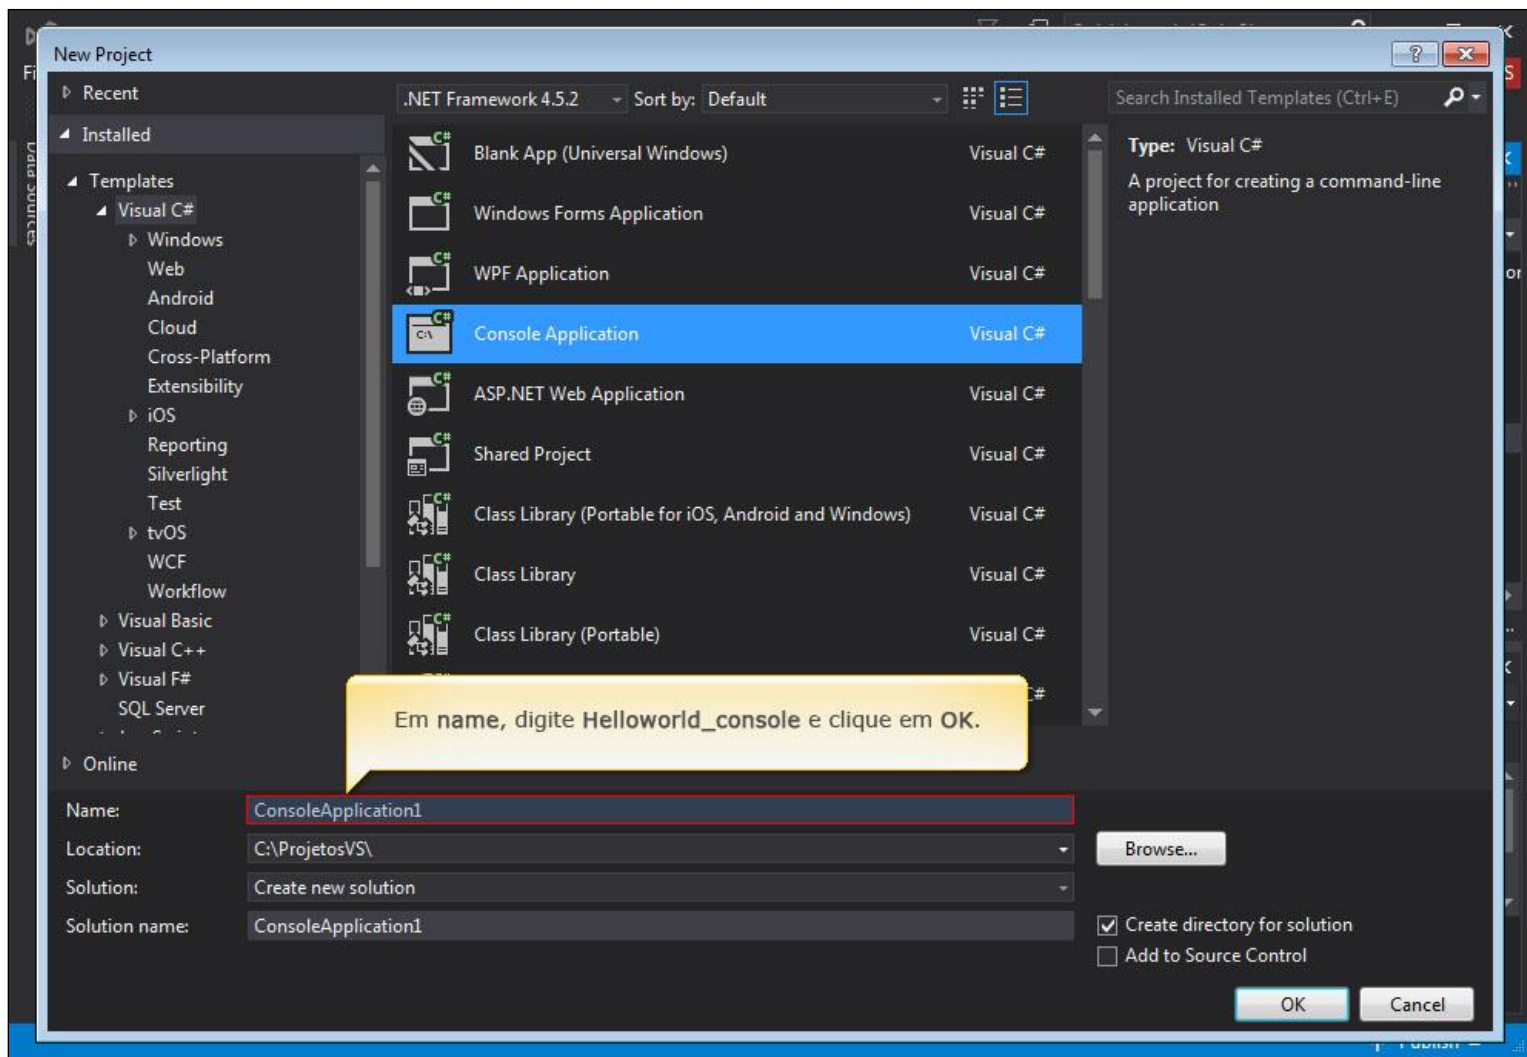 New Project
Recent
.NET Framework 4.5.2 Sort by: Default
Search Installed Templates (Ctrl+E)
Installed
Templates
Visual C#
Windows
Web
Android
Cloud
Cross-Platform
Extensibility
iOS
Reporting
Silverlight
Test
tvOS
WCF
Workflow
Visual Basic
Visual C++
Visual F#
SQL Server
Online
Blank App (Universal Windows) Visual C#
Windows Forms Application Visual C#
WPF Application Visual C#
Console Application Visual C#
ASP.NET Web Application Visual C#
Shared Project Visual C#
Class Library (Portable for iOS, Android and Windows) Visual C#
Class Library Visual C#
Class Library (Portable) Visual C#
Type: Visual C#
A project for creating a command-line
application
Em name, digite Helloworld_console e clique em OK.
Name: ConsoleApplication1
Location: C:\ProjetosVS\
Browse...
Solution: Create new solution
Solution name: ConsoleApplication1
Create directory for solution
Add to Source Control
OK Cancel
Data Sources